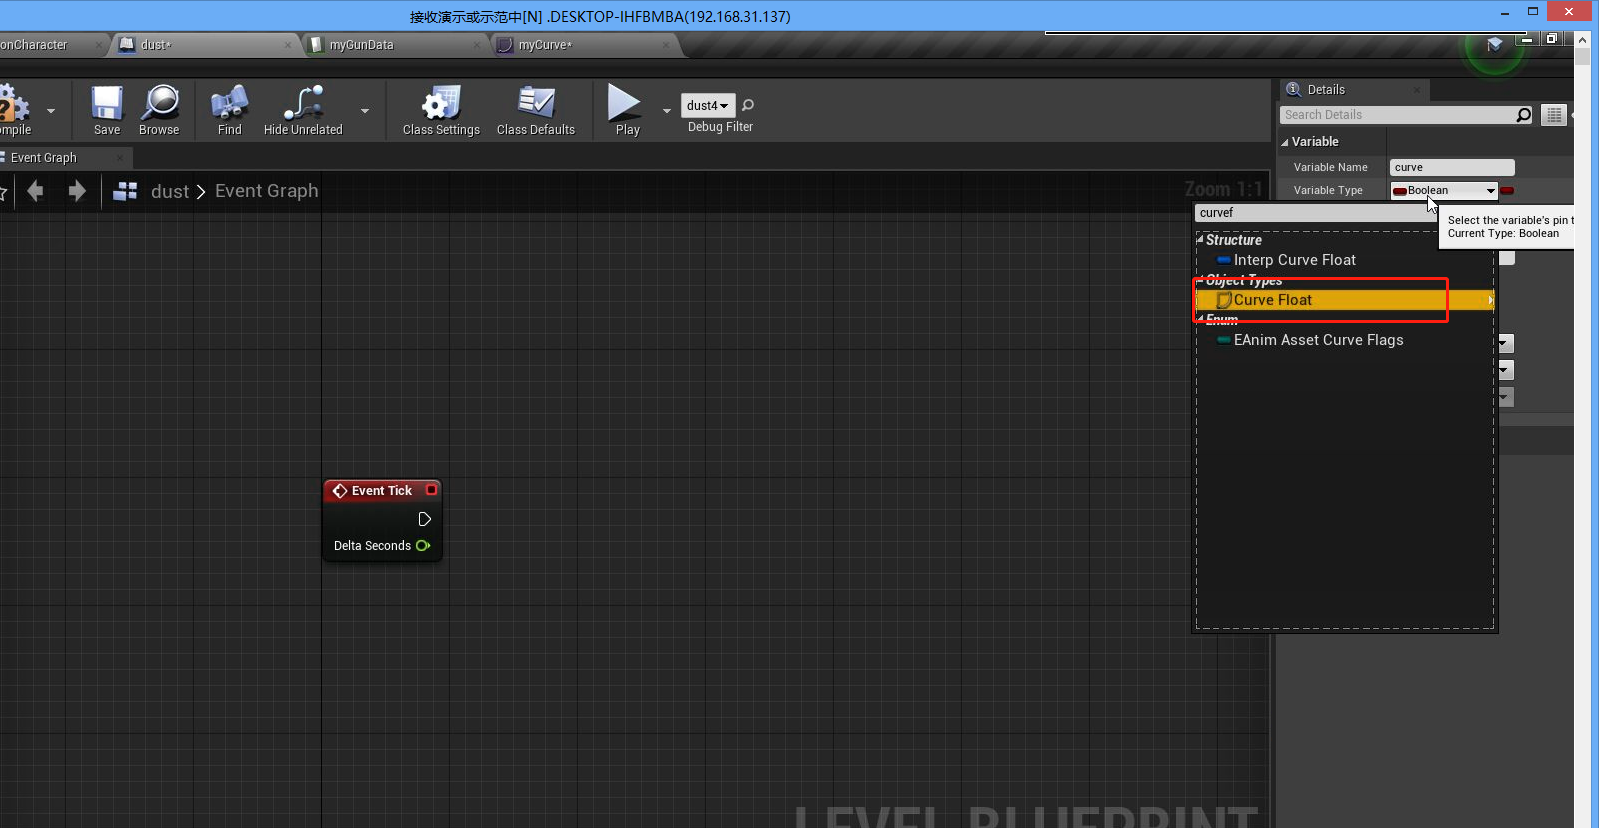 接收演示或示范中[N] .DESKTOP-IHFBMBA(192.168.31.137)
onCharacter
dust*
myGunData
myCurve*
Details
Search Details
mpile
Save
Browse
Find
Hide Unrelated
Class Settings
Class Defaults
Play
dust4
Debug Filter
Variable
Variable Name
curve
Variable Type
Boolean
Event Graph
dust > Event Graph
Zoom 1:1
curvef
Select the variable's pin t
Current Type: Boolean
Structure
Interp Curve Float
Object Types
Curve Float
Enum
EAnim Asset Curve Flags
Event Tick
Delta Seconds
LEVEL BLUEPRINT